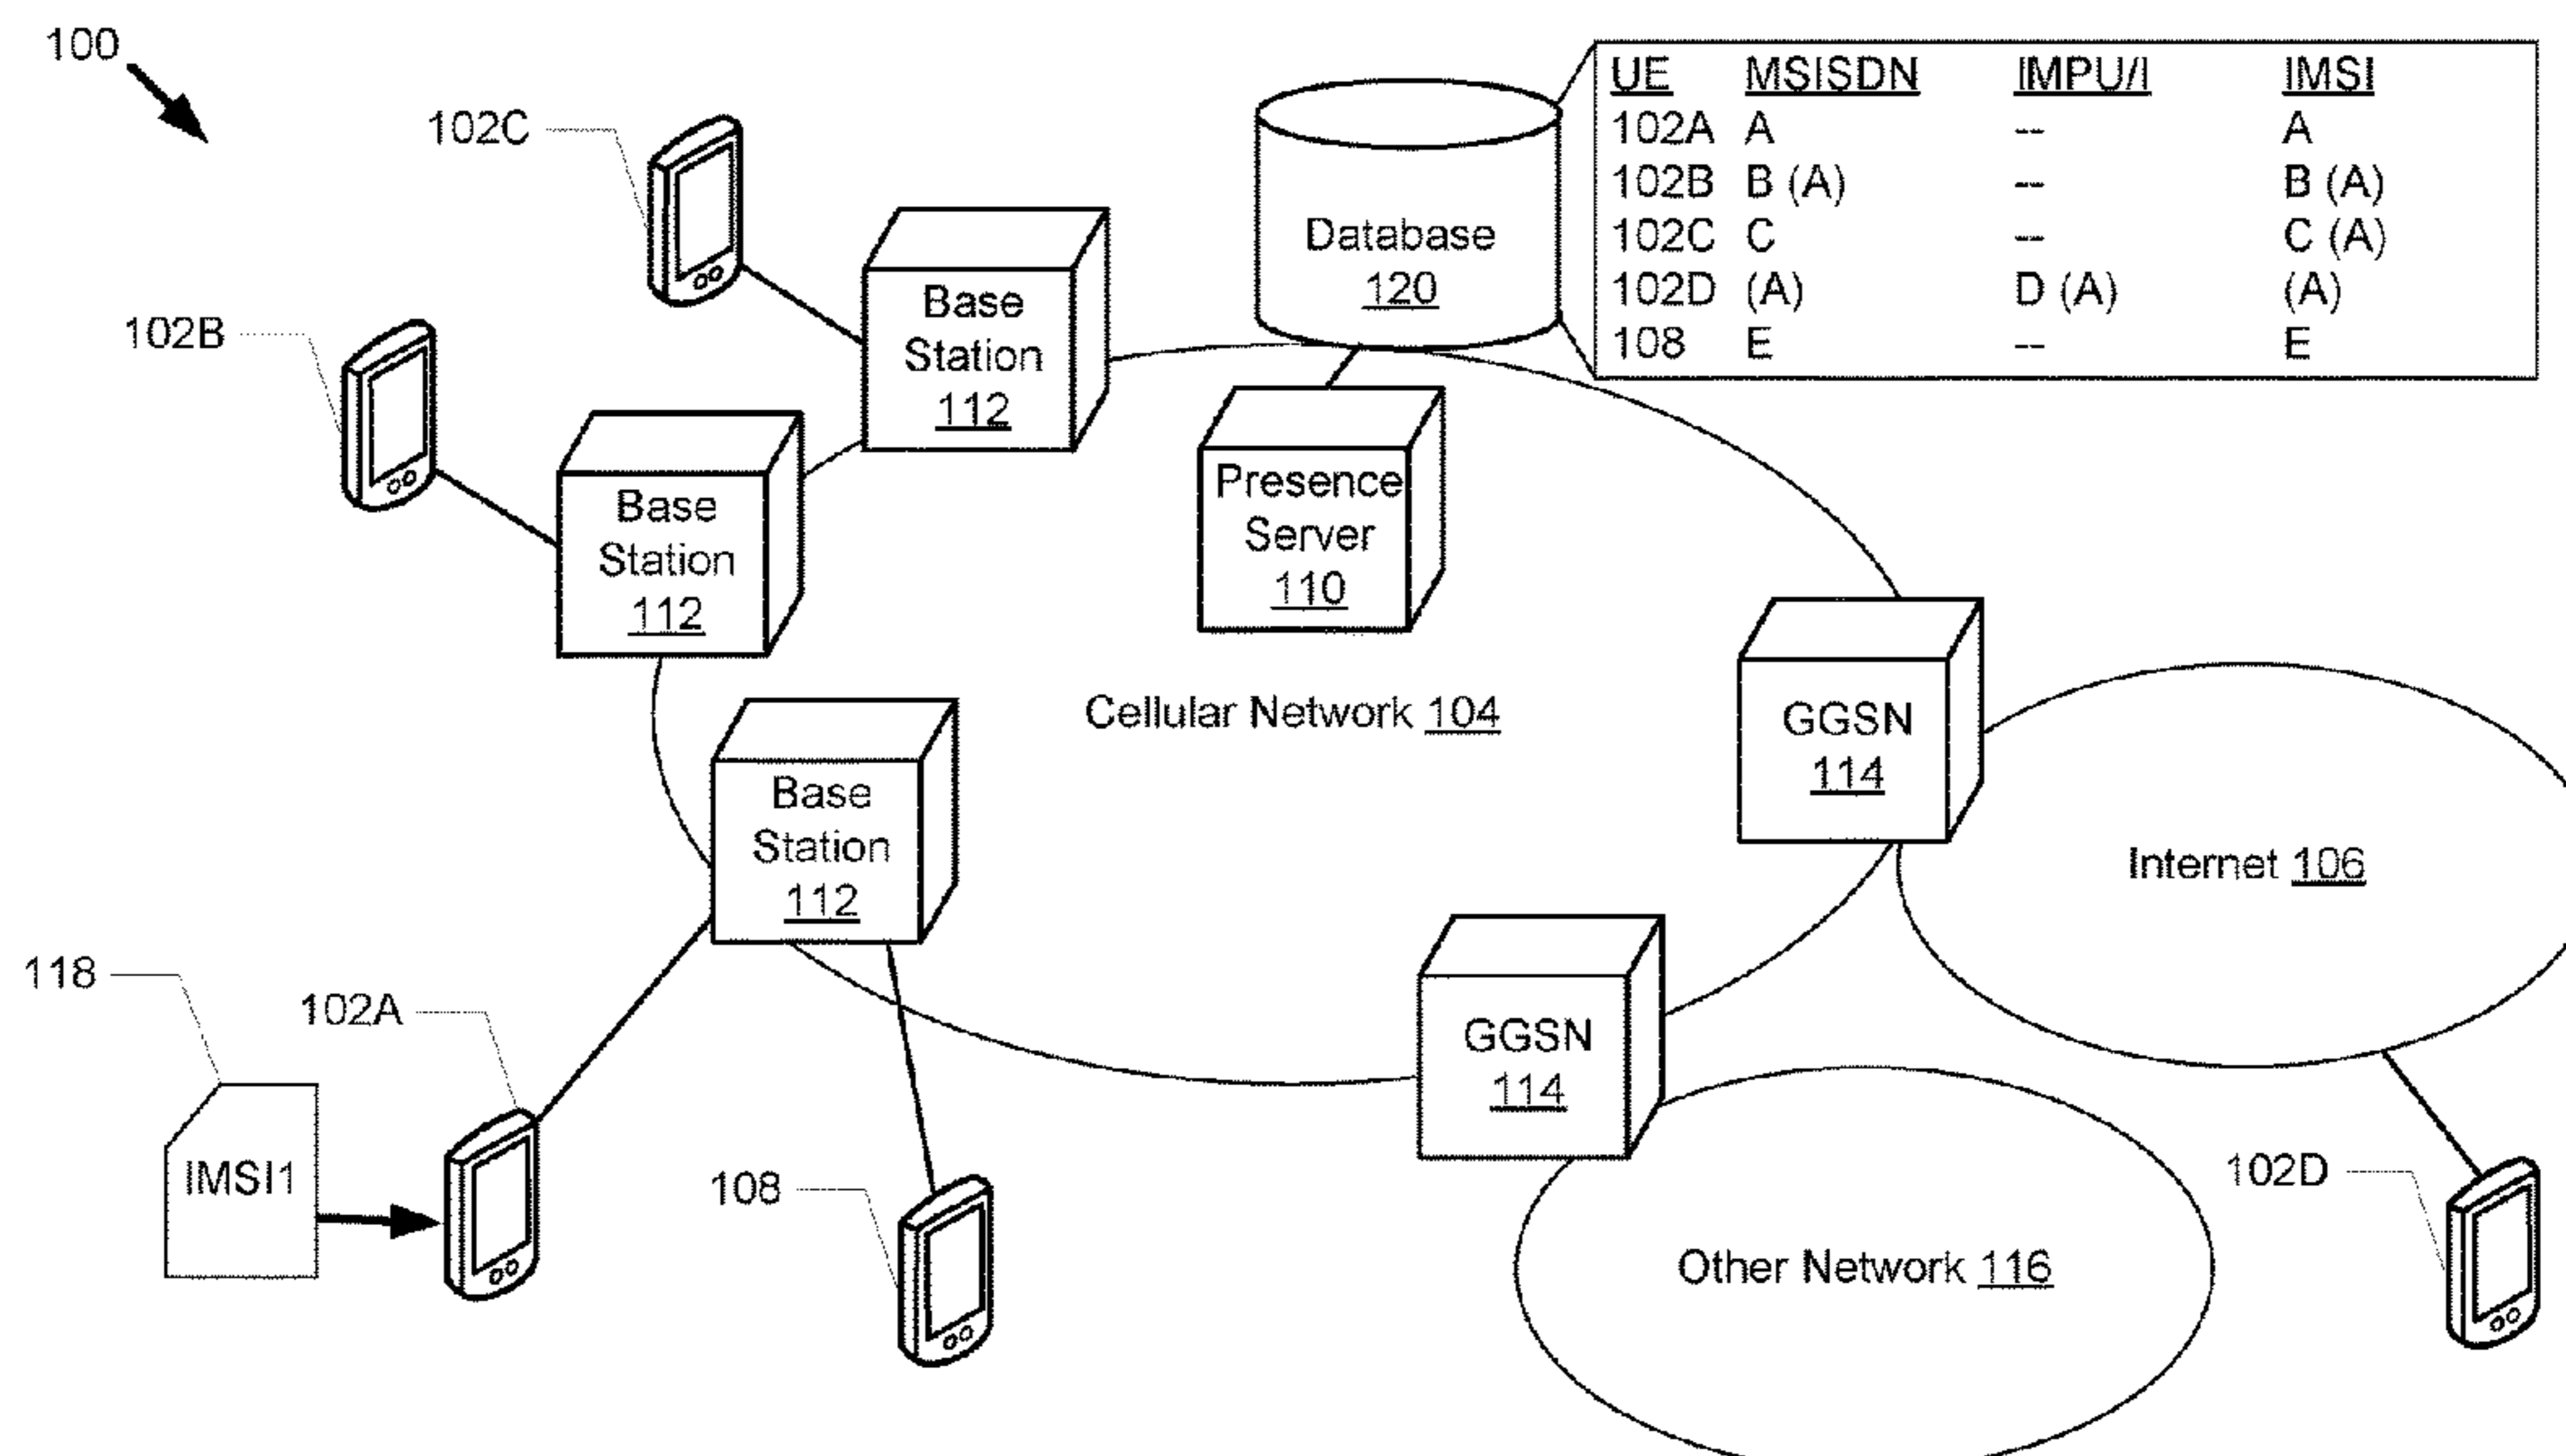 100
102C
102B
Base
Station
112
Base
Station
112
Base
Station
112
Database
120
UE MSISDN IMPU/I IMSI
102A A -- A
102B B (A) -- B (A)
102C C -- C (A)
102D (A) D (A) (A)
108 E -- E
Presence
Server
110
Cellular Network 104
GGSN
114
Internet 106
GGSN
114
Other Network 116
118
102A
IMSI1
108
102D